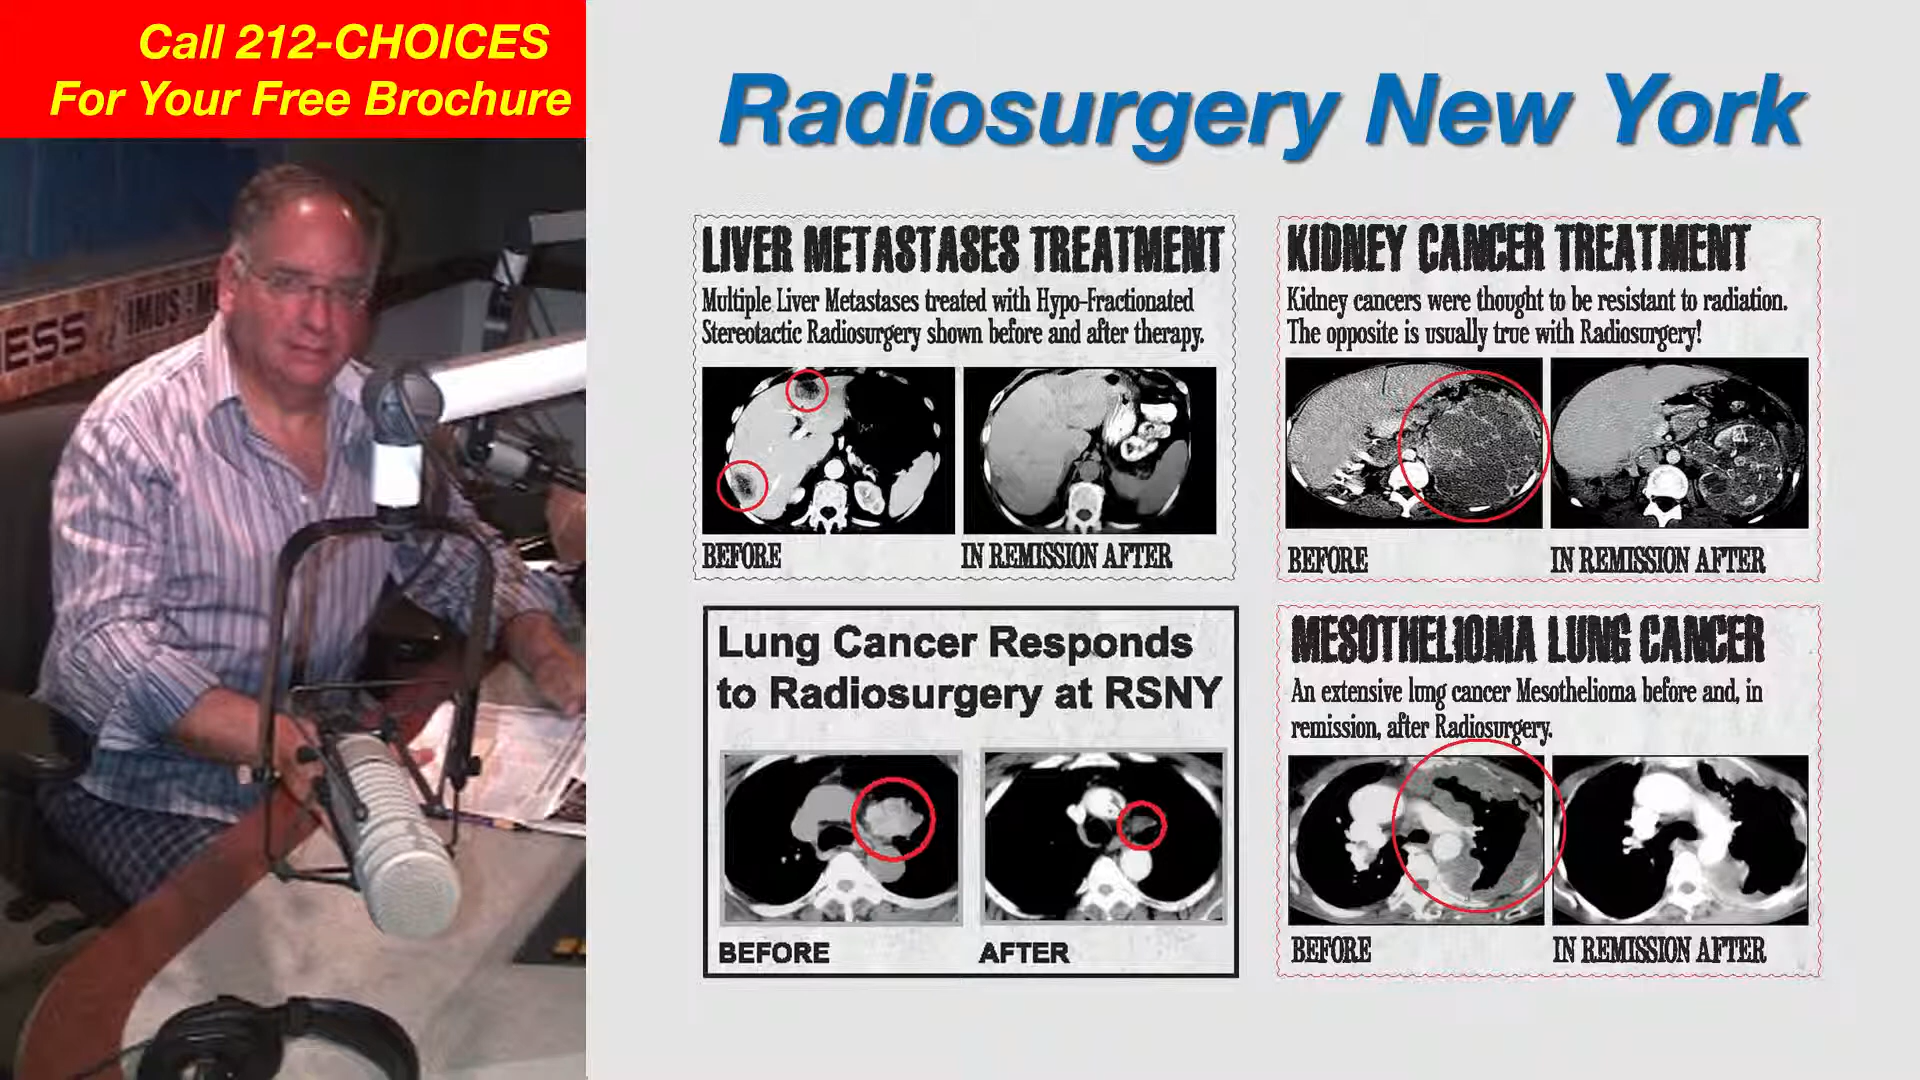 Call 212-CHOICES
For Your Free Brochure
Radiosurgery New York
LIVER METASTASES TREATMENT
Multiple Liver Metastases treated with Hypo-Fractionated
Stereotactic Radiosurgery shown before and after therapy.
BEFORE
IN REMISSION AFTER
KIDNEY CANCER TREATMENT
Kidney cancers were thought to be resistant to radiation.
The opposite is usually true with Radiosurgery!
BEFORE
IN REMISSION AFTER
Lung Cancer Responds
to Radiosurgery at RSNY
BEFORE
AFTER
MESOTHELIOMA LUNG CANCER
An extensive lung cancer Mesothelioma before and, in
remission, after Radiosurgery.
BEFORE
IN REMISSION AFTER
IMUS